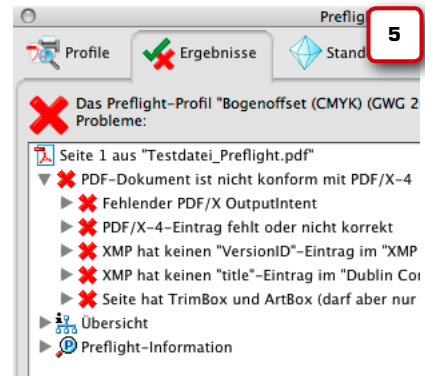 Preflig
5
Profile
Ergebnisse
Stand
Das Preflight-Profil "Bogenoffset (CMYK) (GWG 2
Probleme:
Seite 1 aus "Testdatei_Preflight.pdf"
PDF-Dokument ist nicht konform mit PDF/X-4
Fehlender PDF/X OutputIntent
PDF/X-4-Eintrag fehlt oder nicht korrekt
XMP hat keinen "VersionID"-Eintrag im "XMP
XMP hat keinen "title"-Eintrag im "Dublin Cor
Seite hat TrimBox und ArtBox (darf aber nur
Übersicht
Preflight-Information